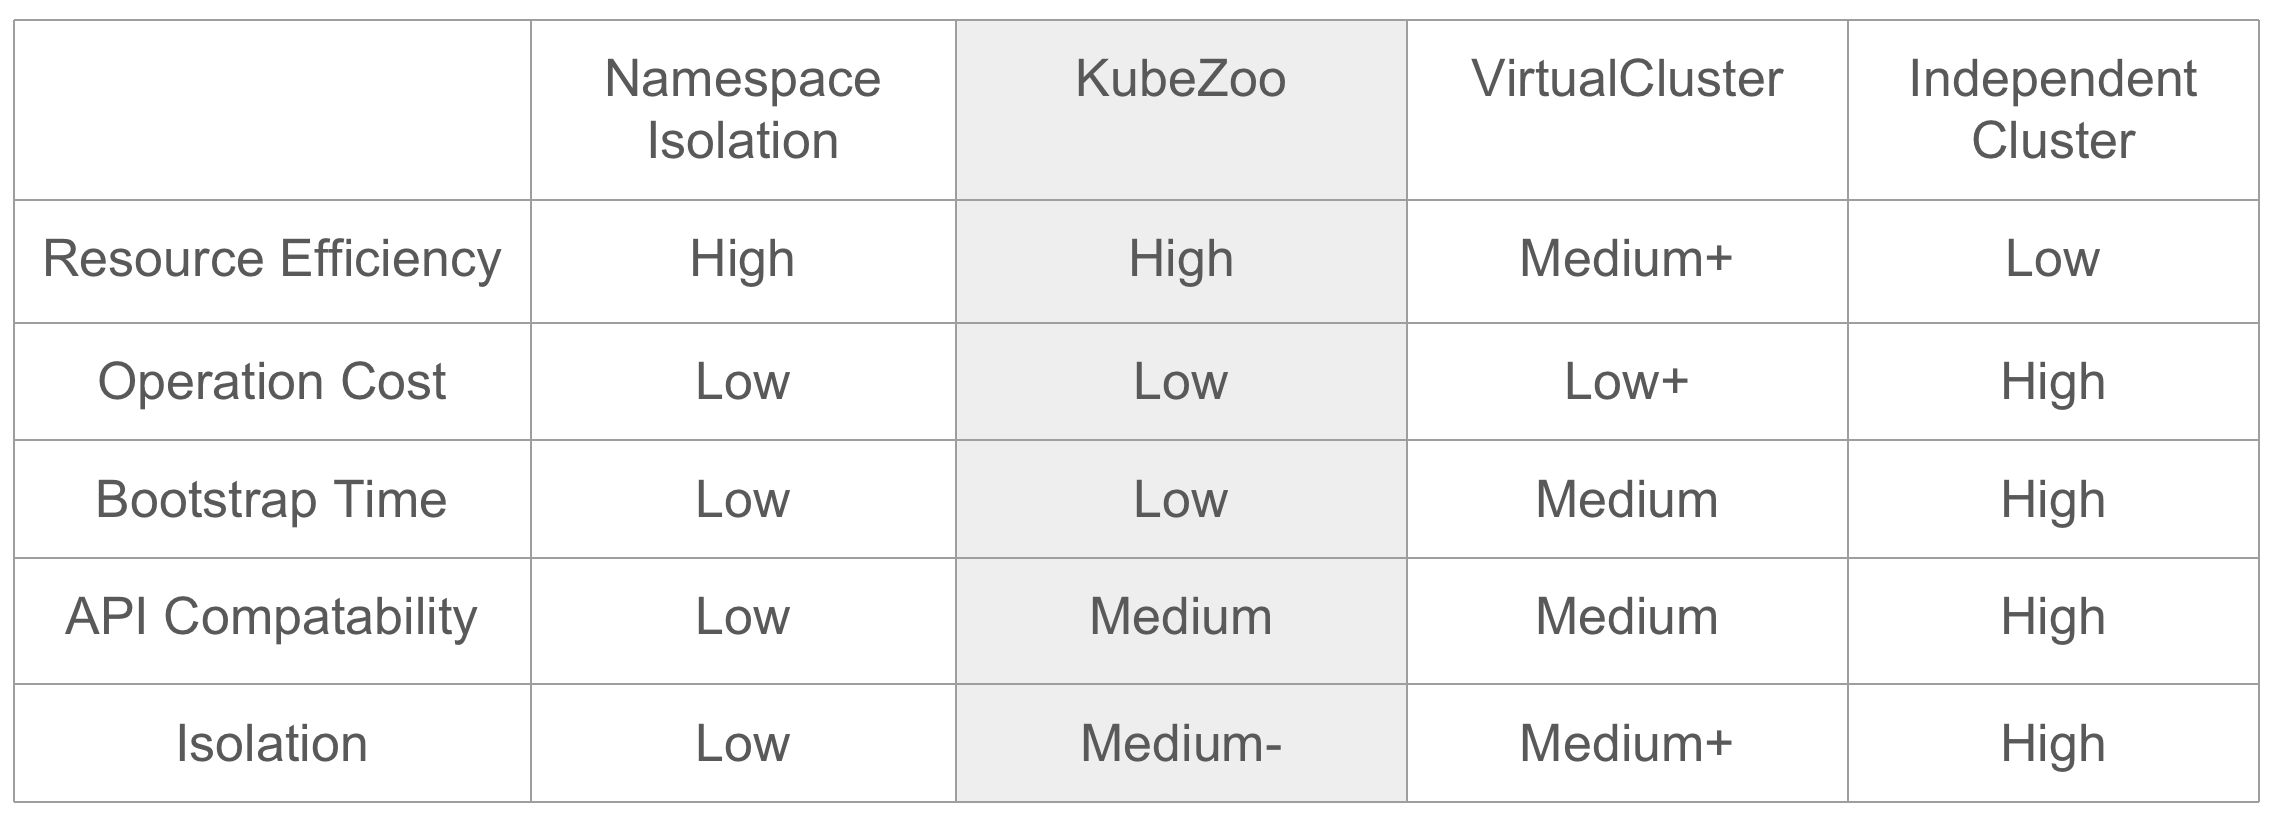 Namespace Isolation KubeZoo VirtualCluster Independent Cluster
Resource Efficiency High High Medium+ Low
Operation Cost Low Low Low+ High
Bootstrap Time Low Low Medium High
API Compatability Low Medium Medium High
Isolation Low Medium- Medium+ High